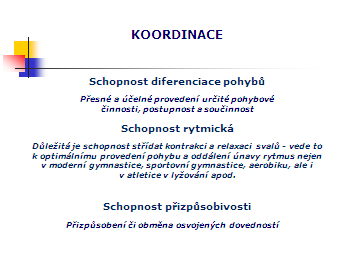 KOORDINACE
Schopnost diferenciace pohybů
Přesné a účelné provedení určité pohybové
činnosti, postupnost a součinnost
Schopnost rytmická
Důležitá je schopnost střídat kontrakci a relaxaci svalů - vede to
k optimálnímu provedení pohybu a oddálení únavy rytmus nejen
v moderní gymnastice, sportovní gymnastice, aerobiku, ale i
v atletice v lyžování apod.
Schopnost přizpůsobivosti
Přizpůsobení či obměna osvojených dovedností